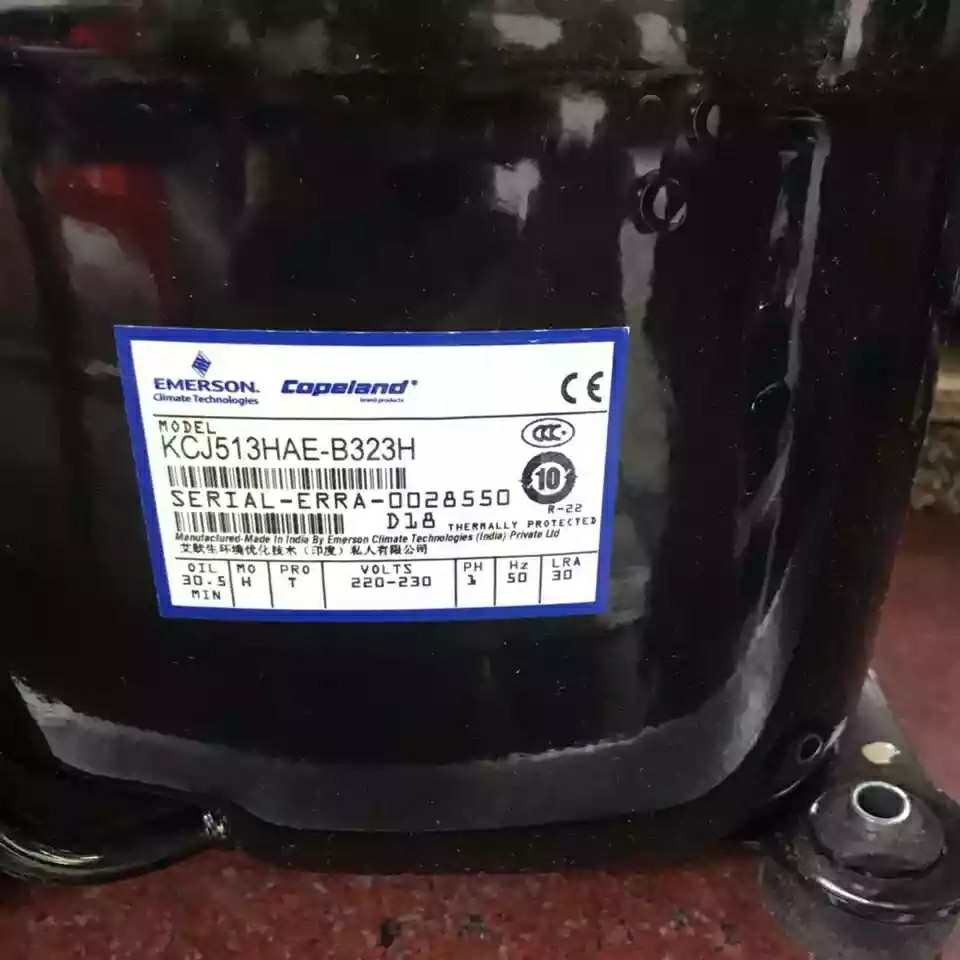 EMERSON.
Climate Technologies
Copeland®
brand products
CE
MODEL
KCJ513HAE-B323H
CCC
10
SERIAL-ERRA-0028550
R-22
D18 THERMALLY PROTECTED
Manufactured-Made In India By Emerson Climate Technologies (India) Private Ltd
艾默生环境优化技术(印度)私人有限公司
OIL MO PRO VOLTS PH Hz LRA
30.5 H T 220-230 1 50 30
MIN